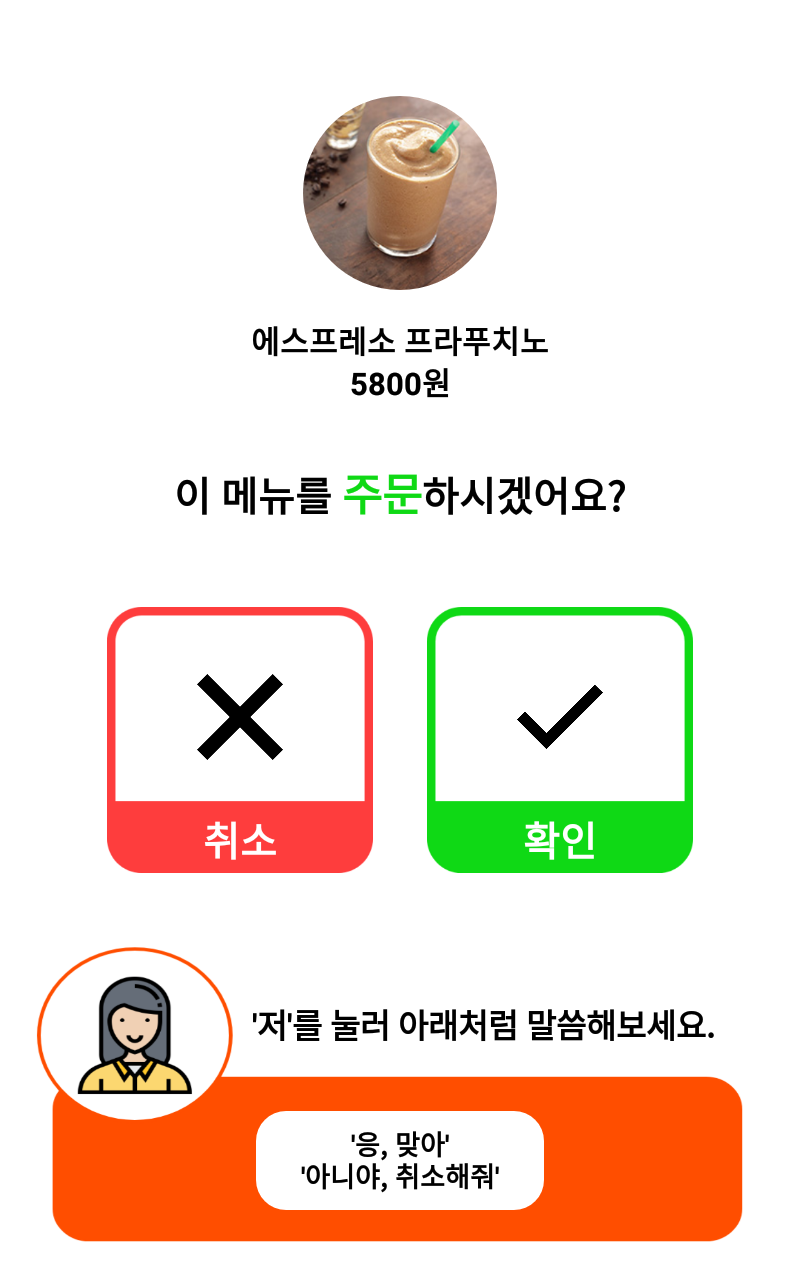 에스프레소 프라푸치노
5800원
이 메뉴를 주문하시겠어요?
취소
확인
'저'를 눌러 아래처럼 말씀해보세요.
'응, 맞아'
'아니야, 취소해줘'